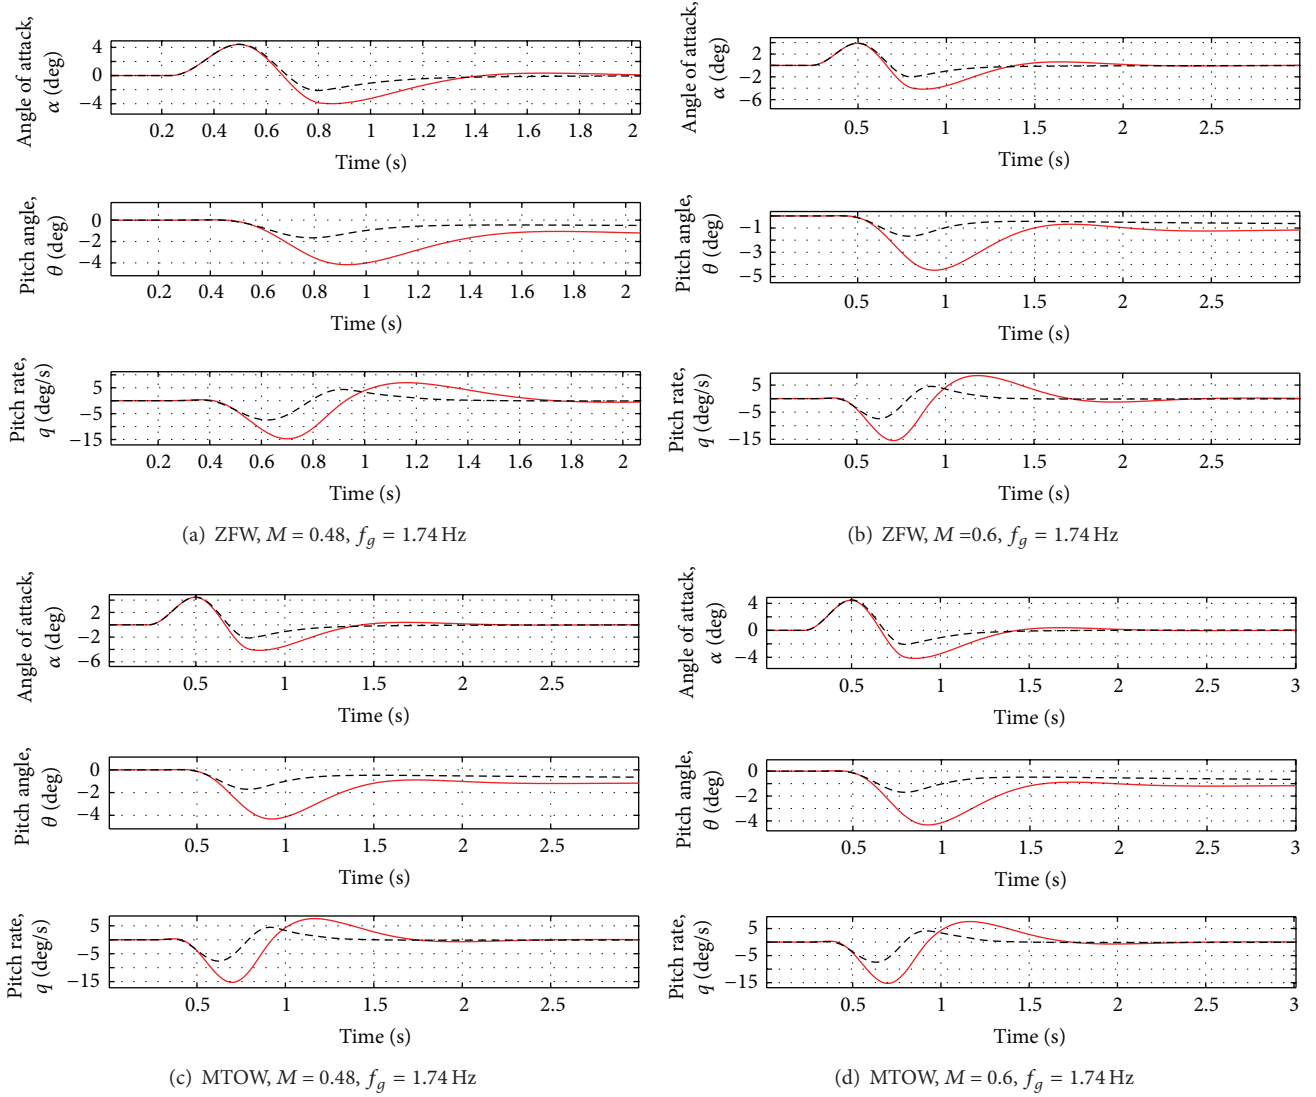 Angle of attack,
α (deg)
4
0
−4
0.2 0.4 0.6 0.8 1 1.2 1.4 1.6 1.8 2
Time (s)
Pitch angle,
θ (deg)
0
−2
−4
0.2 0.4 0.6 0.8 1 1.2 1.4 1.6 1.8 2
Time (s)
Pitch rate,
q (deg/s)
5
−5
−15
0.2 0.4 0.6 0.8 1 1.2 1.4 1.6 1.8 2
Time (s)
(a) ZFW, M = 0.48, f_g = 1.74 Hz
Angle of attack,
α (deg)
2
−2
−6
0.5 1 1.5 2 2.5
Time (s)
Pitch angle,
θ (deg)
−1
−3
−5
0.5 1 1.5 2 2.5
Time (s)
Pitch rate,
q (deg/s)
5
−5
−15
0.5 1 1.5 2 2.5
Time (s)
(b) ZFW, M =0.6, f_g = 1.74 Hz
Angle of attack,
α (deg)
2
−2
−6
0.5 1 1.5 2 2.5
Time (s)
Pitch angle,
θ (deg)
0
−2
−4
0.5 1 1.5 2 2.5
Time (s)
Pitch rate,
q (deg/s)
5
−5
−15
0.5 1 1.5 2 2.5
Time (s)
(c) MTOW, M = 0.48, f_g = 1.74 Hz
Angle of attack,
α (deg)
4
0
−4
0.5 1 1.5 2 2.5 3
Time (s)
Pitch angle,
θ (deg)
0
−2
−4
0.5 1 1.5 2 2.5 3
Time (s)
Pitch rate,
q (deg/s)
5
−5
−15
0.5 1 1.5 2 2.5 3
Time (s)
(d) MTOW, M = 0.6, f_g = 1.74 Hz